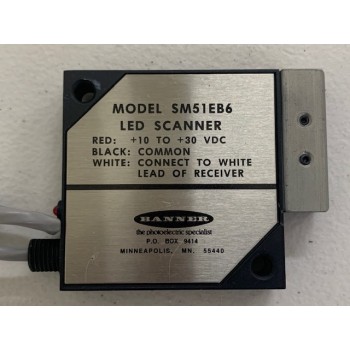 MODEL SM51EB6
LED SCANNER
RED: +10 TO +30 VDC
BLACK: COMMON
WHITE: CONNECT TO WHITE
LEAD OF RECEIVER
BANNER
the photoelectric specialist
P.O. BOX 9414
MINNEAPOLIS, MN. 55440